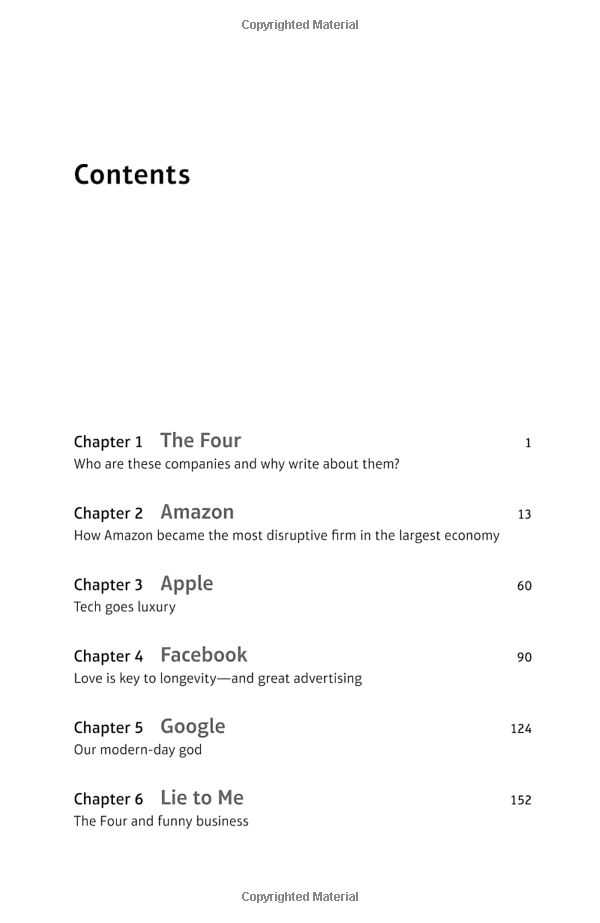 Copyrighted Material
Contents
Chapter 1 The Four 1
Who are these companies and why write about them?
Chapter 2 Amazon 13
How Amazon became the most disruptive firm in the largest economy
Chapter 3 Apple 60
Tech goes luxury
Chapter 4 Facebook 90
Love is key to longevity—and great advertising
Chapter 5 Google 124
Our modern-day god
Chapter 6 Lie to Me 152
The Four and funny business
Copyrighted Material